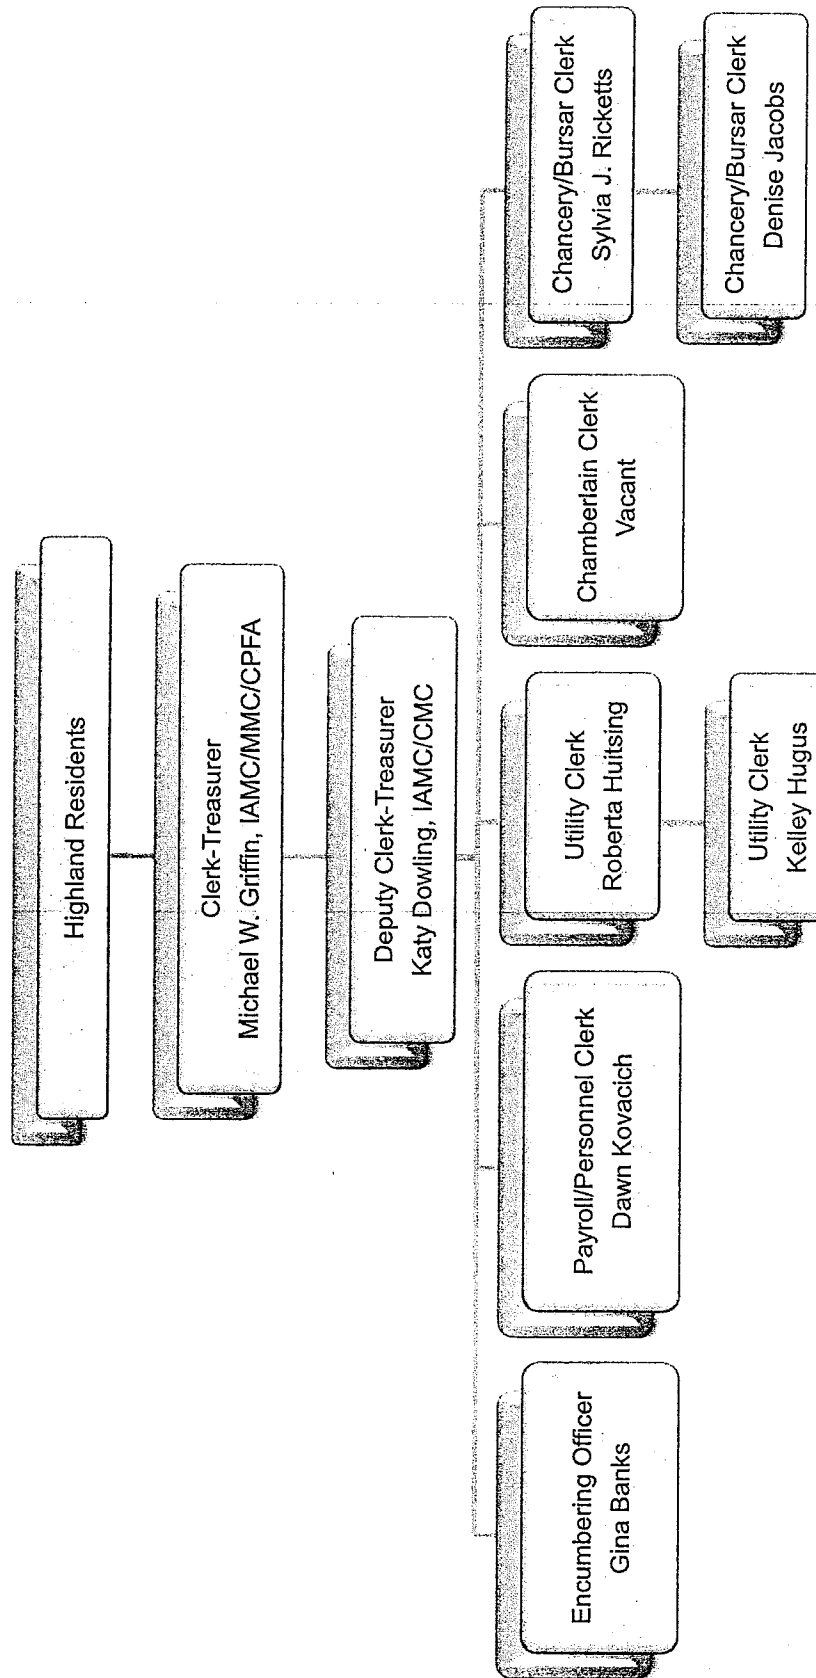 Highland Residents
Clerk-Treasurer
Michael W. Griffin, IAMC/MMC/CPFA
Deputy Clerk-Treasurer
Katy Dowling, IAMC/CMC
Encumbering Officer
Gina Banks
Payroll/Personnel Clerk
Dawn Kovacich
Utility Clerk
Roberta Huitsing
Utility Clerk
Kelley Hugus
Chamberlain Clerk
Vacant
Chancery/Bursar Clerk
Sylvia J. Ricketts
Chancery/Bursar Clerk
Denise Jacobs